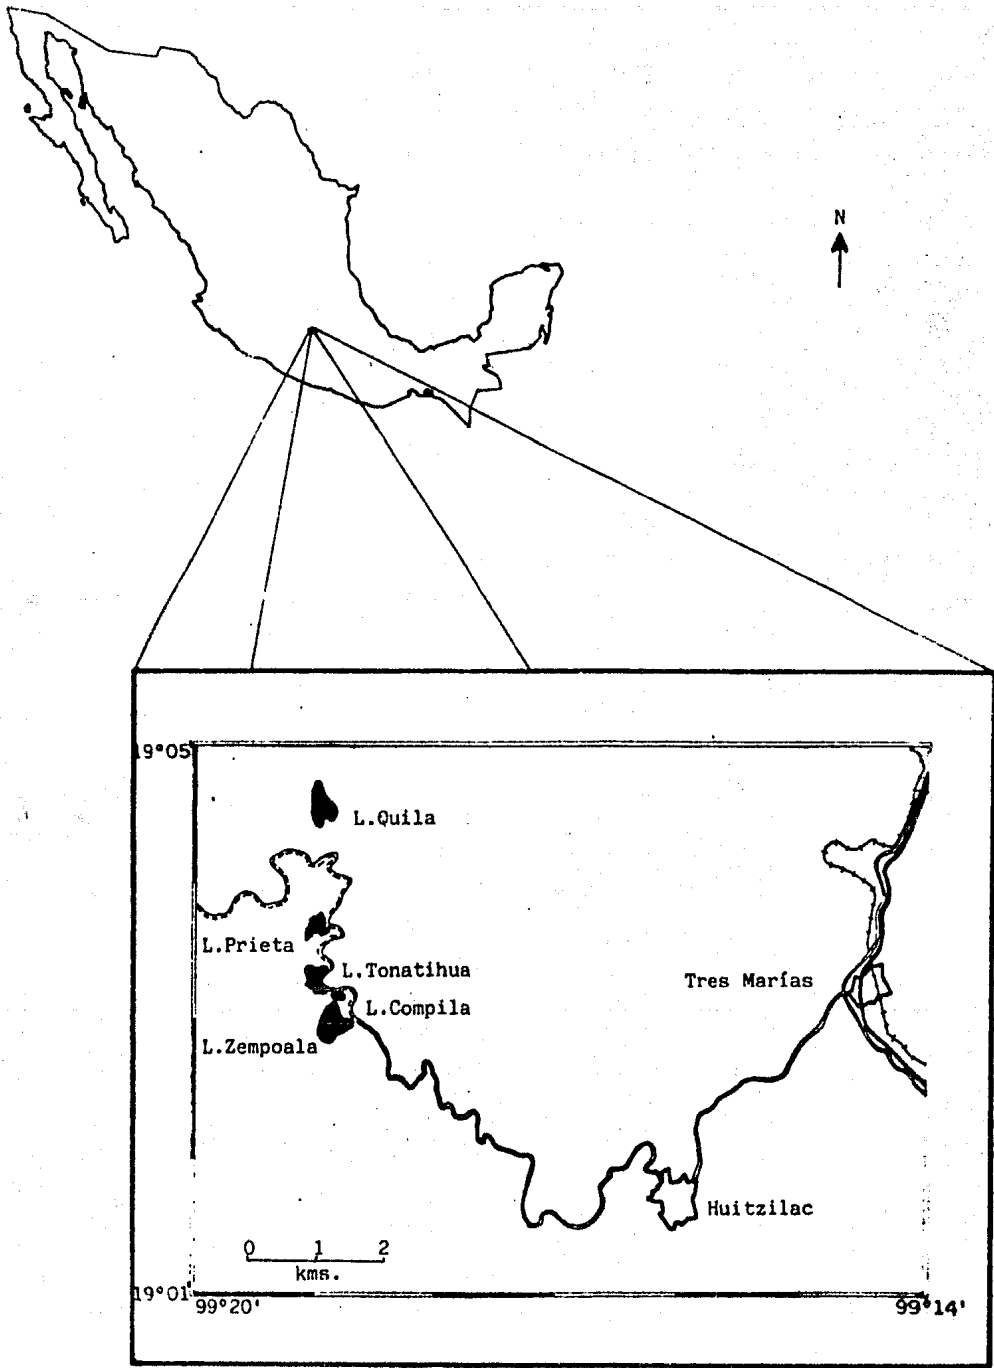 N
19°05
L.Quila
L.Prieta
L.Tonatihua
Tres Marías
L.Compila
L.Zempoala
Huitzilac
0 1 2
kms.
19°01'
99°20'
99°14'